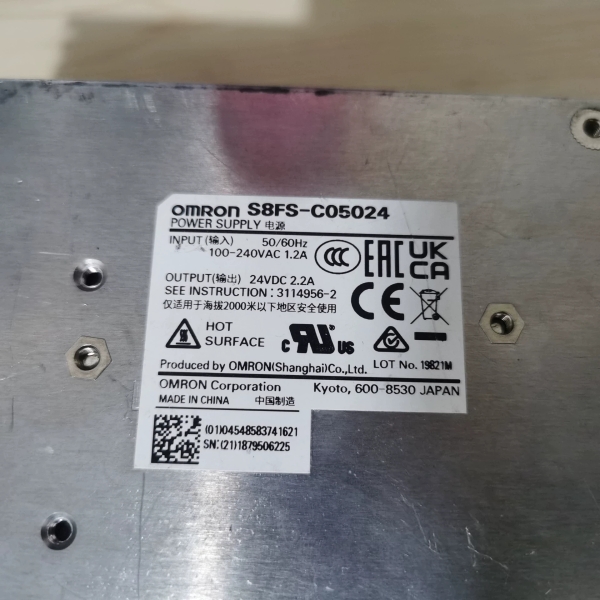 OMRON S8FS-C05024
POWER SUPPLY 电源
INPUT (输入) 50/60Hz
100-240VAC 1.2A
OUTPUT(输出) 24VDC 2.2A
SEE INSTRUCTION : 3114956-2
仅适用于海拔2000米以下地区安全使用
CCC EAC UK CA
CE
HOT
SURFACE
c RU us
Produced by OMRON(Shanghai)Co.,Ltd. LOT No. 19821M
OMRON Corporation Kyoto, 600-8530 JAPAN
MADE IN CHINA 中国制造
(01)04548583741621
SN:(21)1879506225